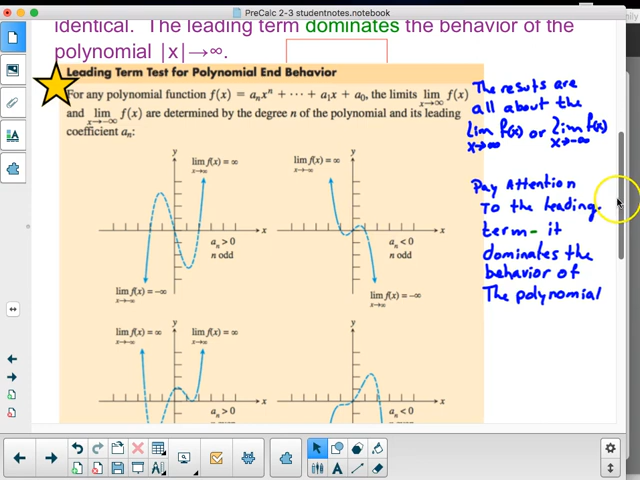 PreCalc 2-3 studentnotes.notebook
identical. The leading term dominates the behavior of the
polynomial |x|→∞.
Leading Term Test for Polynomial End Behavior
For any polynomial function f(x) = aₙxⁿ + ··· + a₁x + a₀, the limits lim f(x)
x→∞
and lim f(x) are determined by the degree n of the polynomial and its leading
x→−∞
coefficient aₙ:
y
lim f(x) = ∞
x→∞
x
aₙ > 0
n odd
lim f(x) = −∞
x→−∞
lim f(x) = ∞
x→−∞
y
x
aₙ < 0
n odd
lim f(x) = −∞
x→∞
lim f(x) = ∞
x→−∞
y
lim f(x) = ∞
x→∞
x
aₙ > 0
y
x
aₙ < 0
The resuts are
all about the
lim f(x) or lim f(x)
x→∞ x→−∞
Pay Attention
To the leading
term - it
dominates the
behavior of
The polynomial